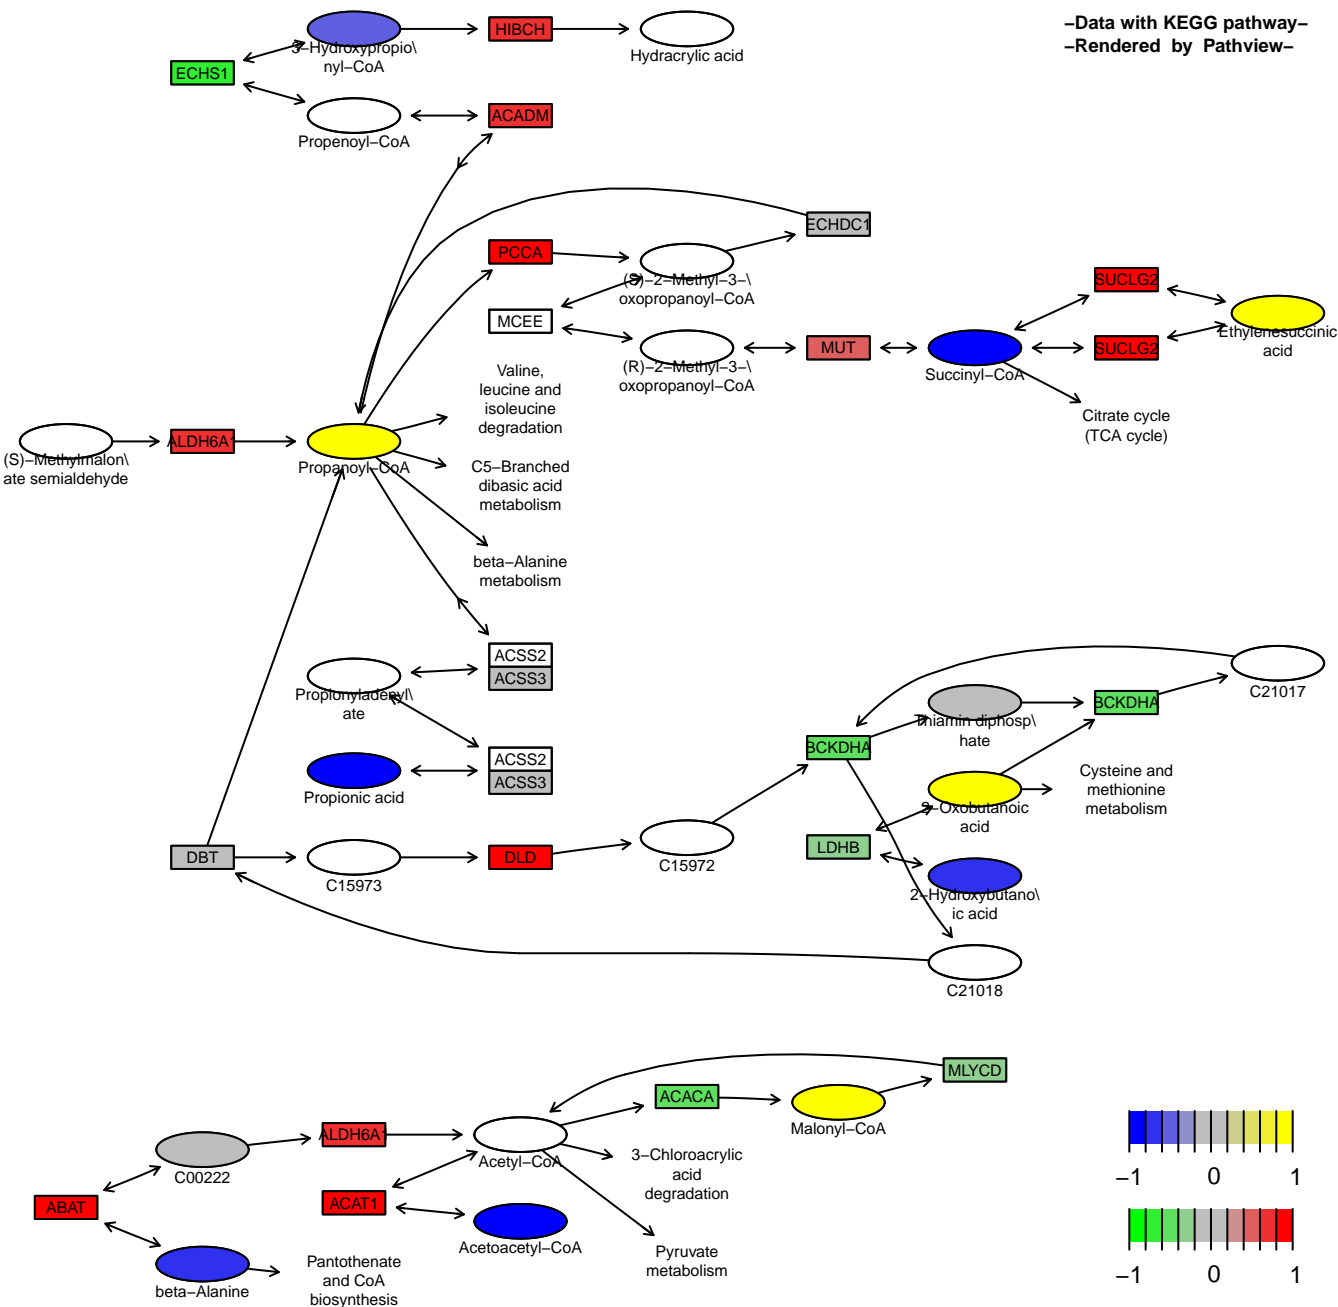 −Data with KEGG pathway−
−Rendered by Pathview−
HIBCH
3−Hydroxypropio\
nyl−CoA
Hydracrylic acid
ECHS1
ACADM
Propenoyl−CoA
ECHDC1
PCCA
(S)−2−Methyl−3−\
oxopropanoyl−CoA
SUCLG2
MCEE
Ethylenesuccinic
acid
MUT
SUCLG2
(R)−2−Methyl−3−\
oxopropanoyl−CoA
Succinyl−CoA
Valine,
leucine and
isoleucine
degradation
Citrate cycle
(TCA cycle)
ALDH6A1
(S)−Methylmalon\
ate semialdehyde
Propanoyl−CoA
C5−Branched
dibasic acid
metabolism
beta−Alanine
metabolism
ACSS2
ACSS3
Propionyladenyl\
ate
C21017
BCKDHA
Thiamin diphosp\
hate
BCKDHA
ACSS2
ACSS3
Propionic acid
Cysteine and
methionine
metabolism
2−Oxobutanoic
acid
LDHB
DBT
C15973
DLD
C15972
2−Hydroxybutano\
ic acid
C21018
MLYCD
ACACA
Malonyl−CoA
ALDH6A1
C00222
Acetyl−CoA
3−Chloroacrylic
acid
degradation
ABAT
ACAT1
Acetoacetyl−CoA
Pyruvate
metabolism
beta−Alanine
Pantothenate
and CoA
biosynthesis
−1 0 1
−1 0 1